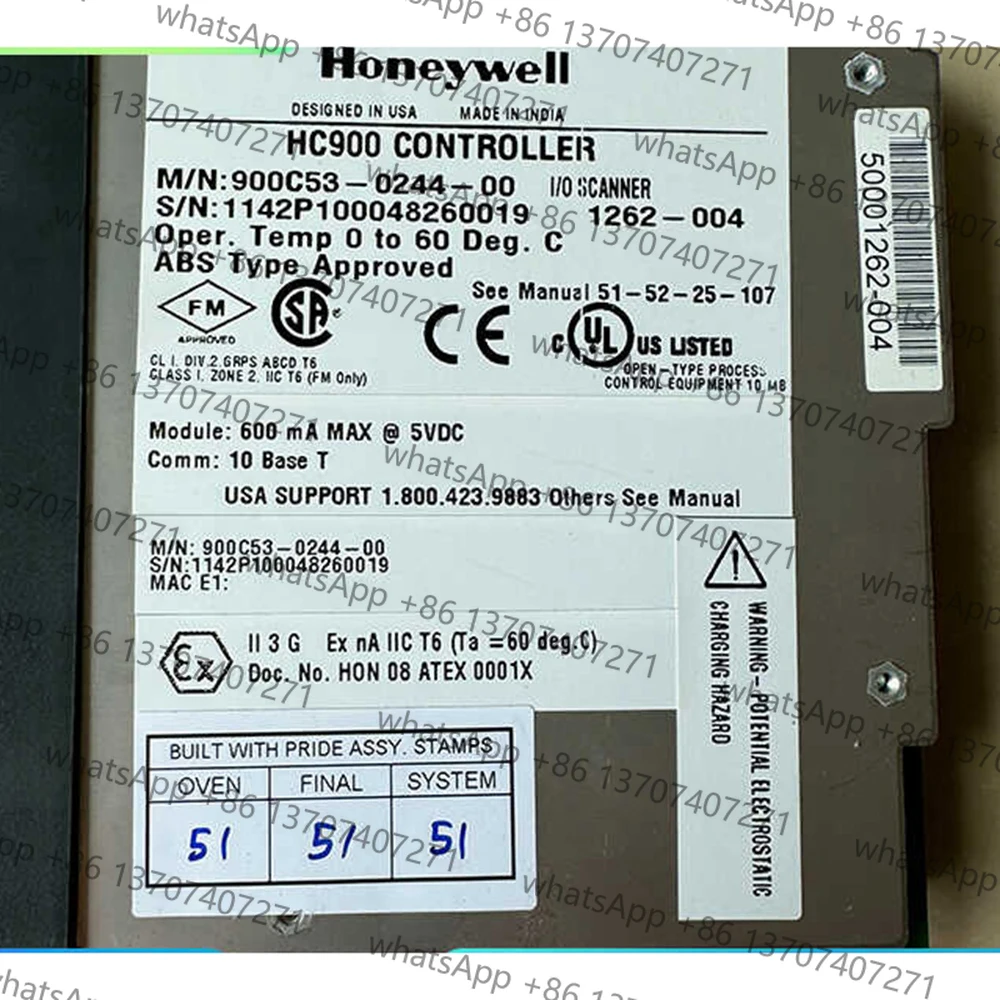 Honeywell
DESIGNED IN USA MADE IN INDIA
HC900 CONTROLLER
M/N:900C53-0244-00 I/O SCANNER
S/N:1142P100048260019 1262-004
Oper. Temp 0 to 60 Deg. C
ABS Type Approved
See Manual 51-52-25-107
FM
APPROVED
SA
CE
c UL US LISTED
CL I, DIV 2,GRPS ABCD T6
CLASS I, ZONE 2, IIC T6 (FM Only)
OPEN-TYPE PROCESS
CONTROL EQUIPMENT 10 MB
50001262-004
Module: 600 mA MAX @ 5VDC
Comm: 10 Base T
USA SUPPORT 1.800.423.9883 Others See Manual
M/N: 900C53-0244-00
S/N:1142P100048260019
MAC E1:
Ex II 3 G Ex nA IIC T6 (Ta =60 deg.C)
Doc. No. HON 08 ATEX 0001X
WARNING - POTENTIAL ELECTROSTATIC
CHARGING HAZARD
BUILT WITH PRIDE ASSY. STAMPS
OVEN FINAL SYSTEM
51 51 51
whatsApp +86 13707407271